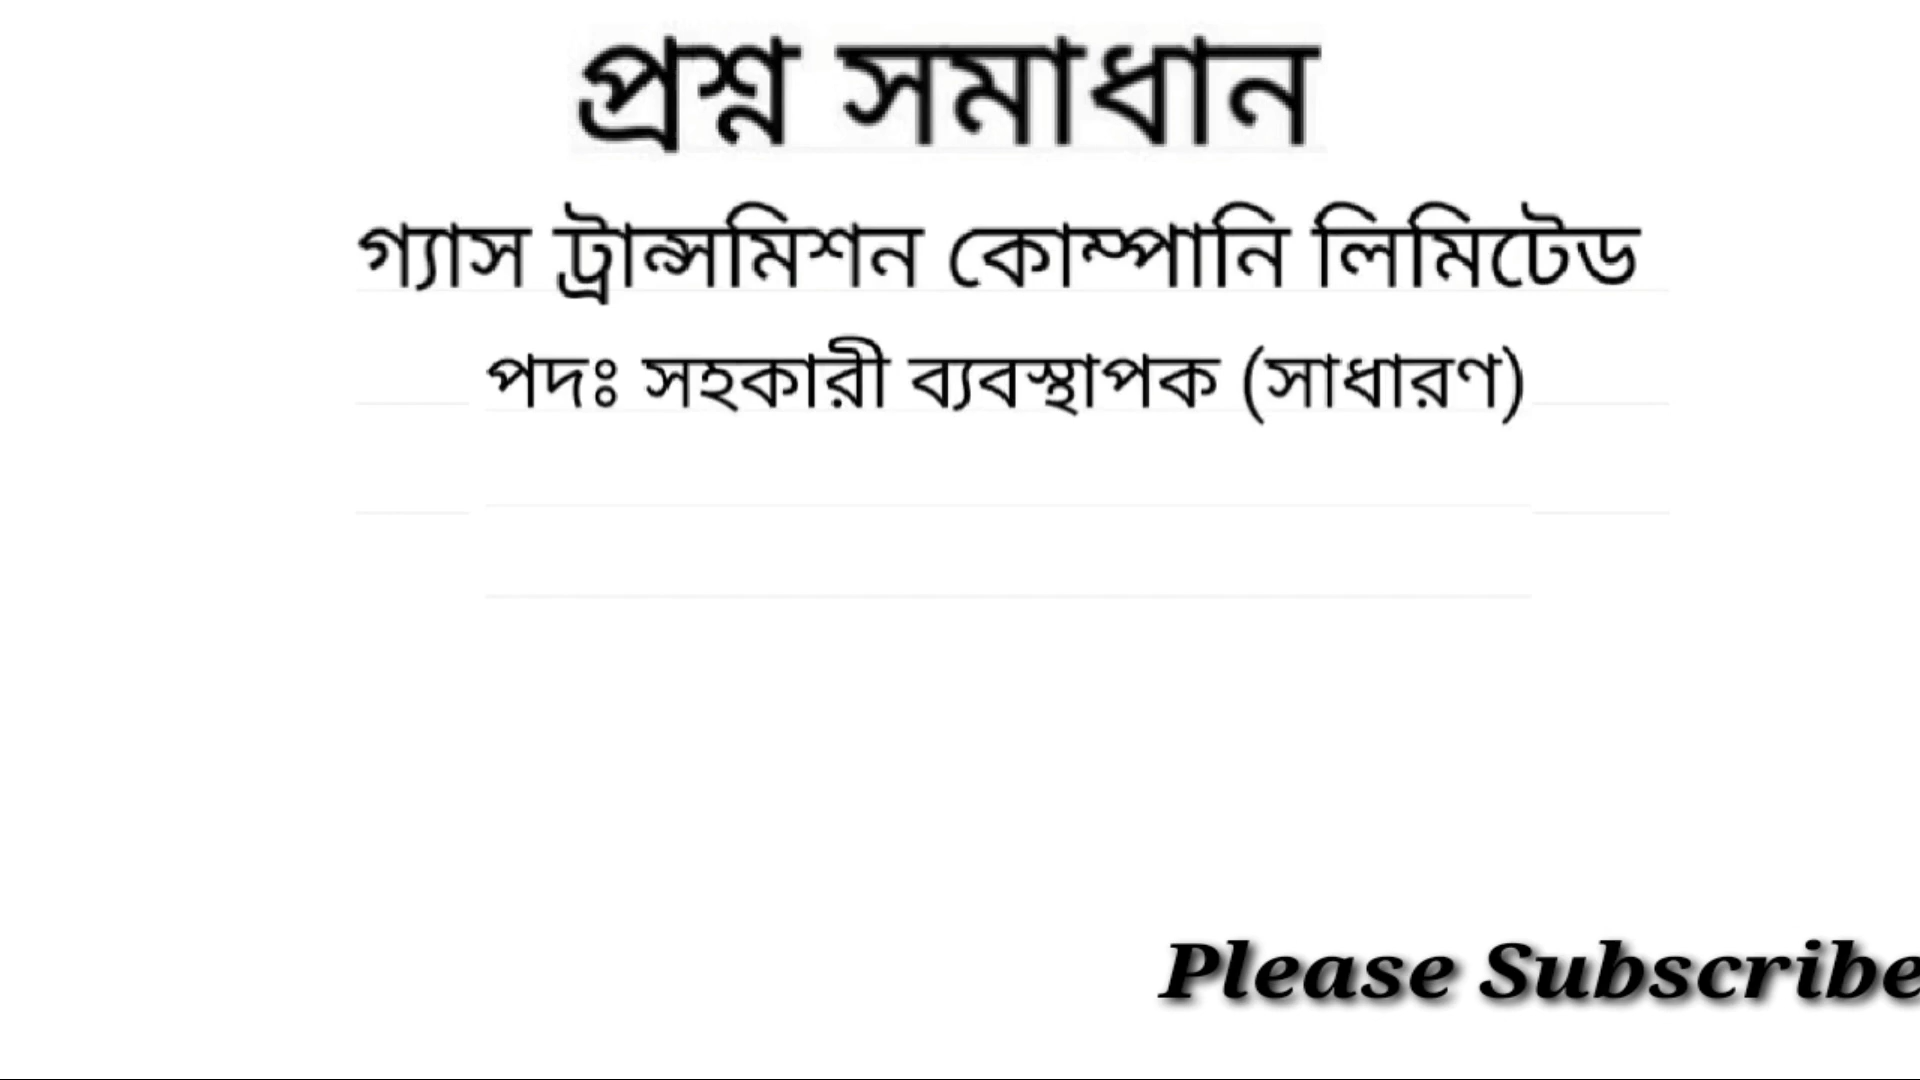 প্রশ্ন সমাধান
গ্যাস ট্রান্সমিশন কোম্পানি লিমিটেড
পদঃ সহকারী ব্যবস্থাপক (সাধারণ)
Please Subscribe